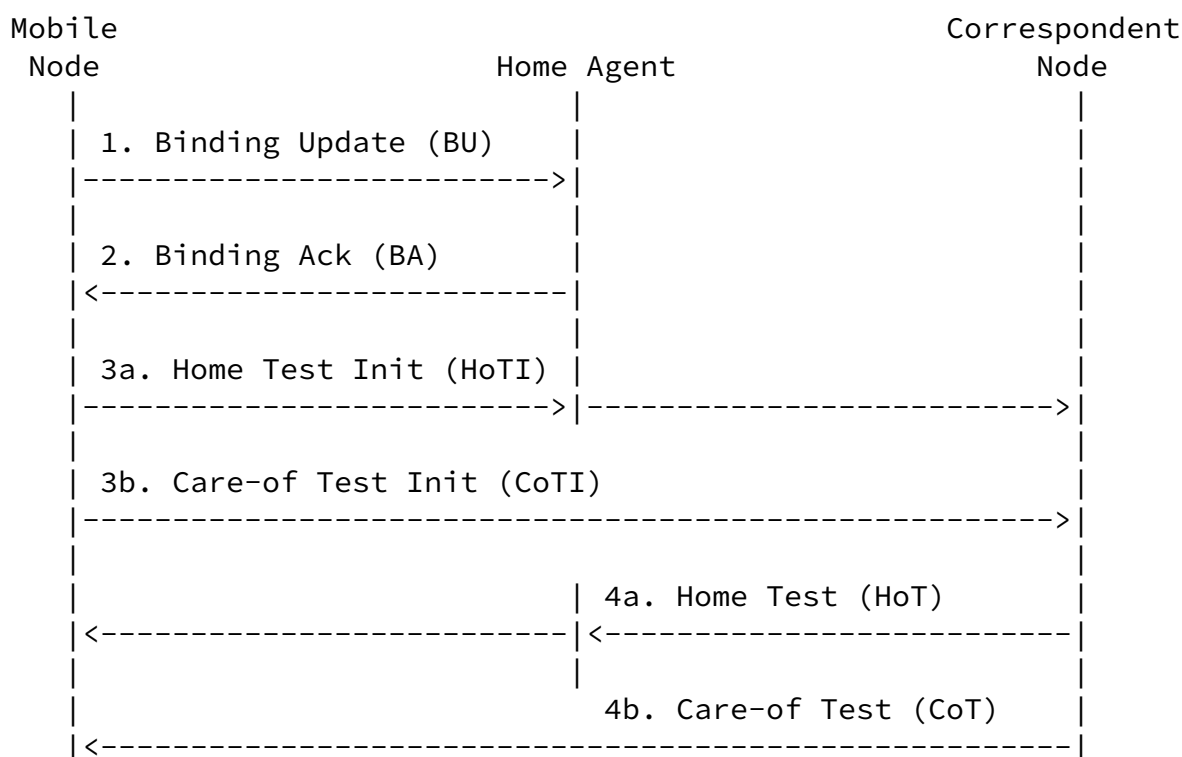 Mobile Correspondent
Node Home Agent Node
1. Binding Update (BU)
2. Binding Ack (BA)
3a. Home Test Init (HoTI)
3b. Care-of Test Init (CoTI)
4a. Home Test (HoT)
4b. Care-of Test (CoT)